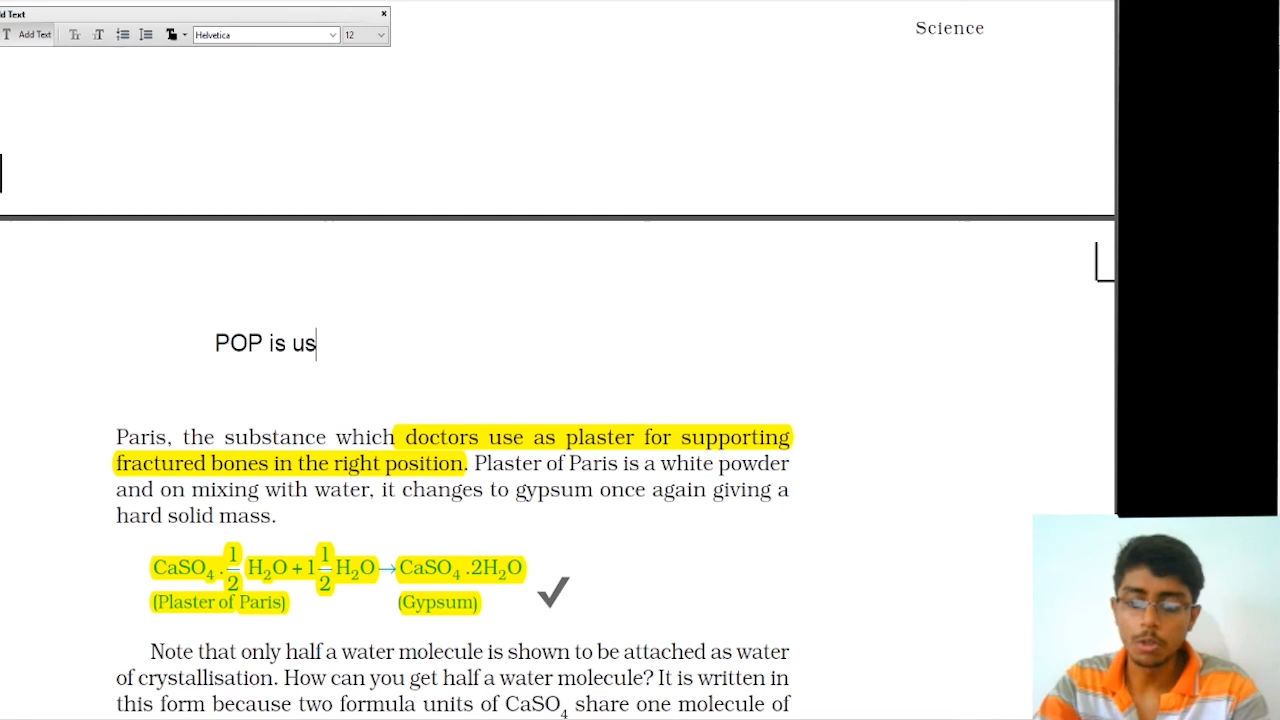 dd Text
T Add Text Tr T Helvetica 12
Science
POP is us
Paris, the substance which doctors use as plaster for supporting
fractured bones in the right position. Plaster of Paris is a white powder
and on mixing with water, it changes to gypsum once again giving a
hard solid mass.
CaSO₄ . 1/2 H₂O + 1 1/2 H₂O → CaSO₄ .2H₂O
(Plaster of Paris) (Gypsum)
Note that only half a water molecule is shown to be attached as water
of crystallisation. How can you get half a water molecule? It is written in
this form because two formula units of CaSO₄ share one molecule of